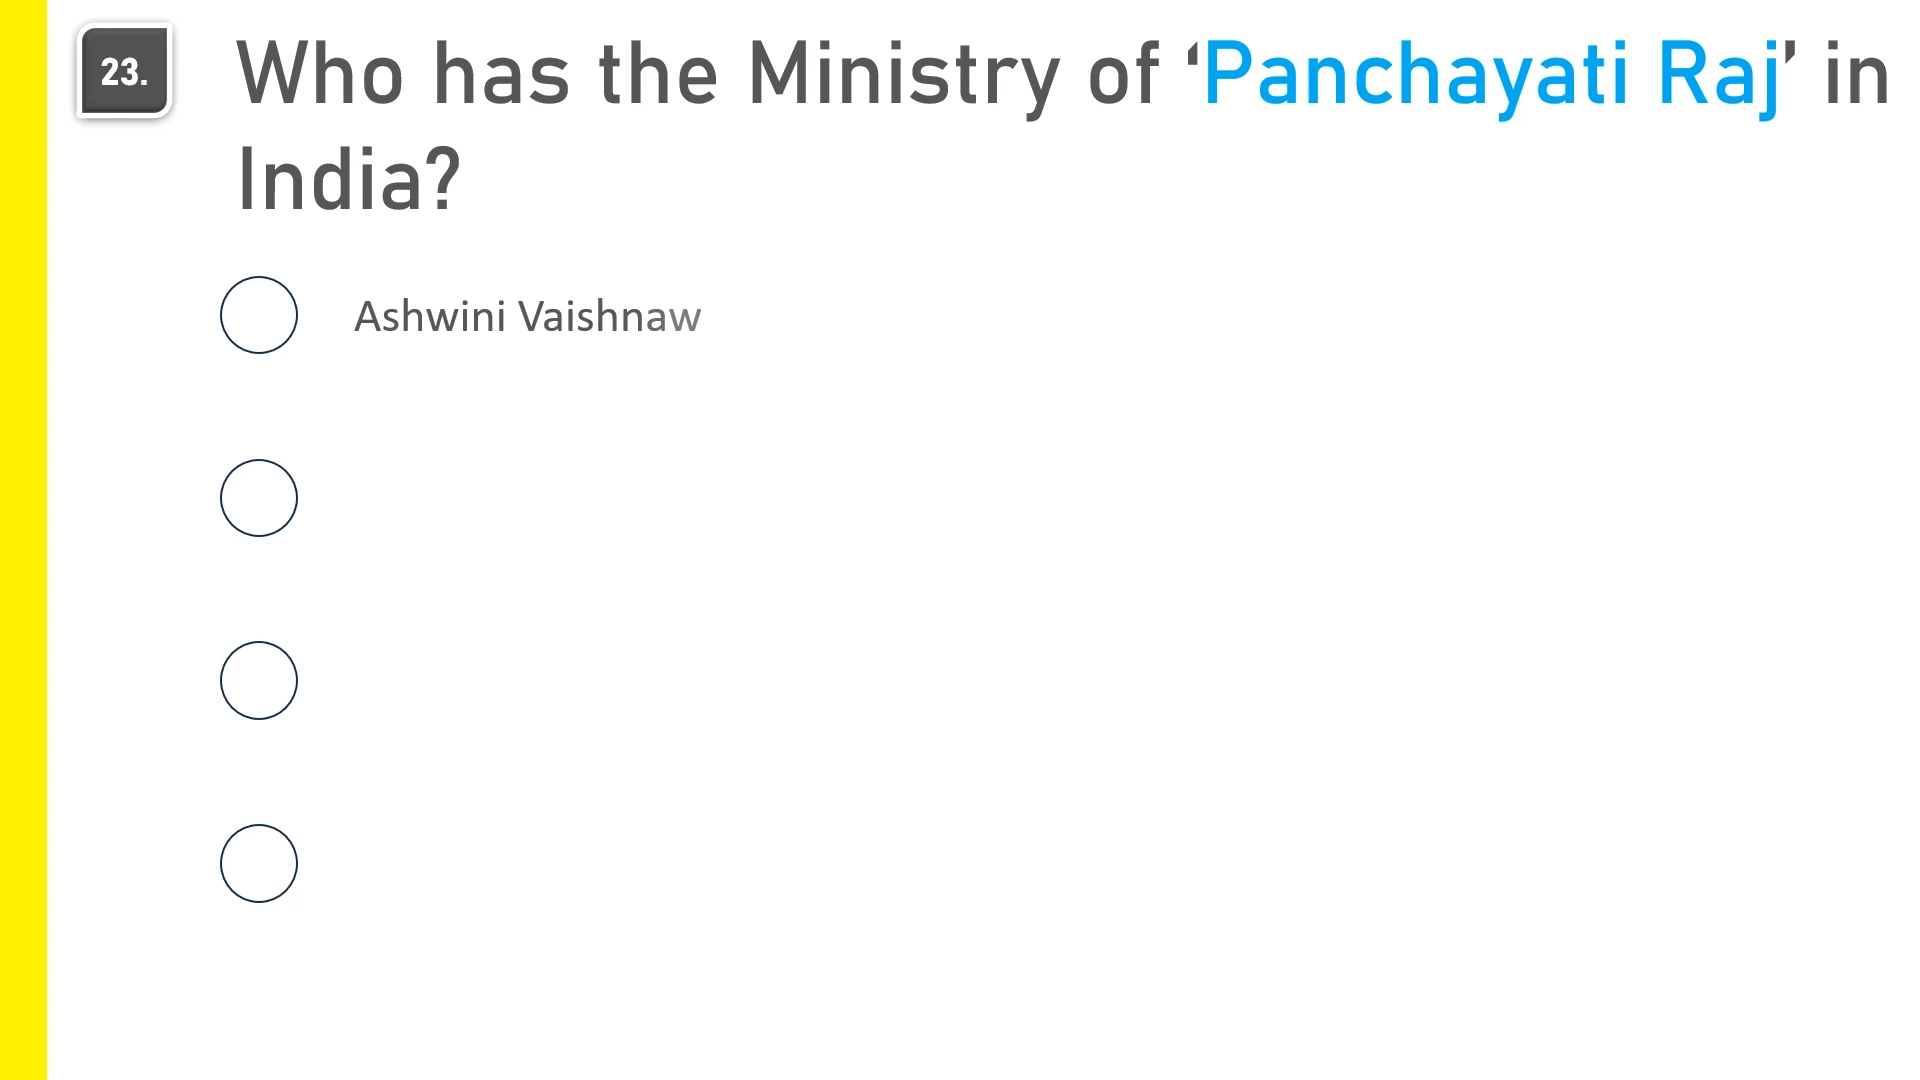 23.
Who has the Ministry of ‘Panchayati Raj’ in
India?
Ashwini Vaishnaw